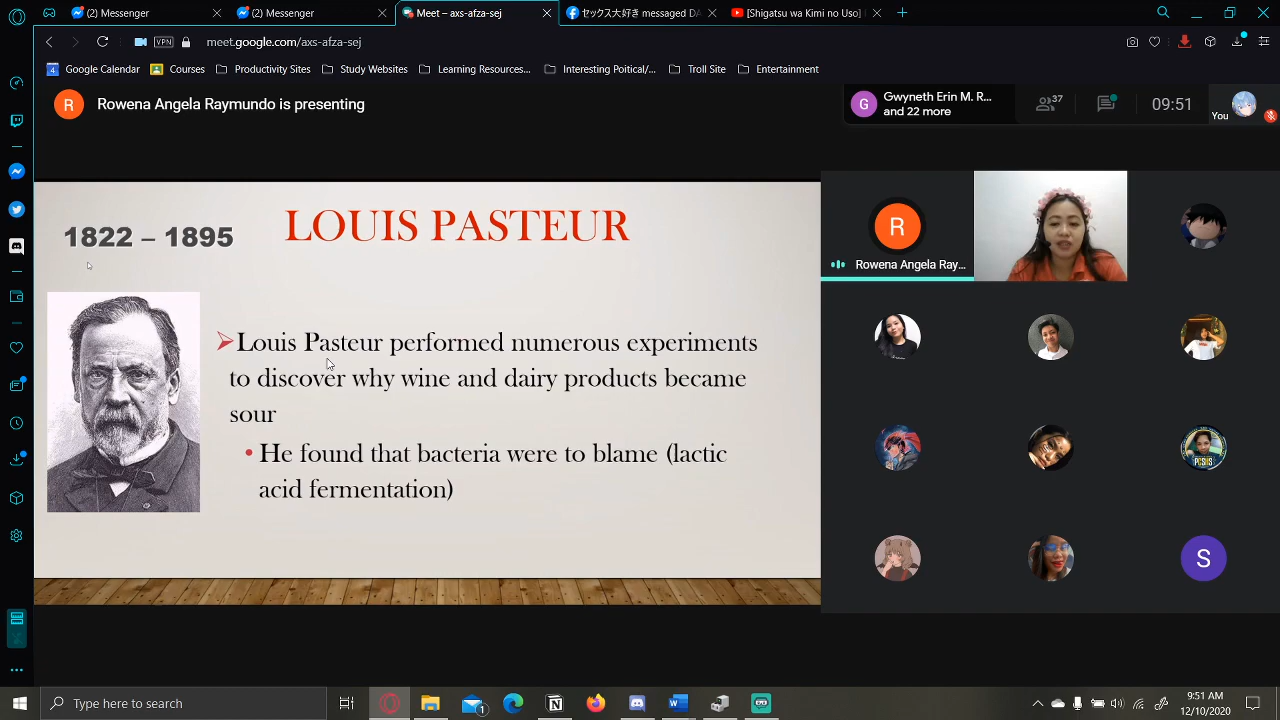 (2) Messenger
(2) Messenger
Meet – axs-afza-sej
セックス大好き messaged DA
[Shigatsu wa Kimi no Uso]
VPN
meet.google.com/axs-afza-sej
4
Google Calendar
Courses
Productivity Sites
Study Websites
Learning Resources...
Interesting Poitical/...
Troll Site
Entertainment
R
Rowena Angela Raymundo is presenting
G
Gwyneth Erin M. R...
and 22 more
37
09:51
You
1822 – 1895
LOUIS PASTEUR
Louis Pasteur performed numerous experiments
to discover why wine and dairy products became
sour
• He found that bacteria were to blame (lactic
acid fermentation)
R
Rowena Angela Ray...
PCSHS
S
Type here to search
1
9:51 AM
12/10/2020